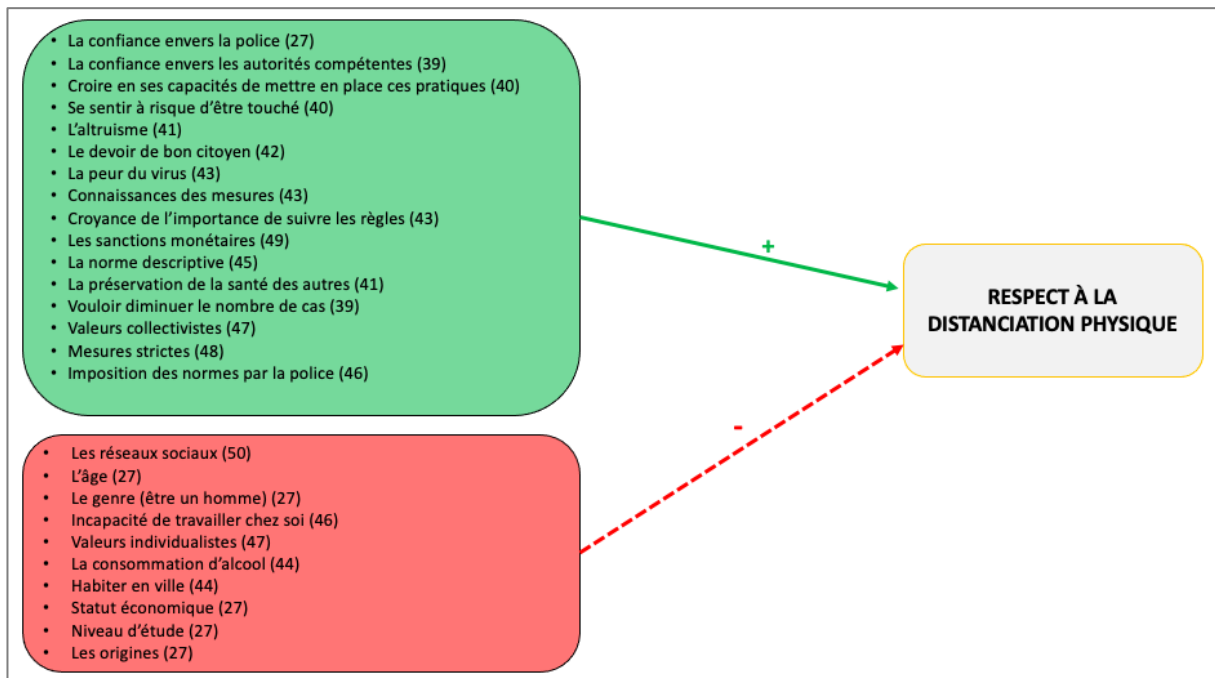 • La confiance envers la police (27)
• La confiance envers les autorités compétentes (39)
• Croire en ses capacités de mettre en place ces pratiques (40)
• Se sentir à risque d'être touché (40)
• L'altruisme (41)
• Le devoir de bon citoyen (42)
• La peur du virus (43)
• Connaissances des mesures (43)
• Croyance de l'importance de suivre les règles (43)
• Les sanctions monétaires (49)
• La norme descriptive (45)
• La préservation de la santé des autres (41)
• Vouloir diminuer le nombre de cas (39)
• Valeurs collectivistes (47)
• Mesures strictes (48)
• Imposition des normes par la police (46)
+
RESPECT À LA
DISTANCIATION PHYSIQUE
-
• Les réseaux sociaux (50)
• L'âge (27)
• Le genre (être un homme) (27)
• Incapacité de travailler chez soi (46)
• Valeurs individualistes (47)
• La consommation d'alcool (44)
• Habiter en ville (44)
• Statut économique (27)
• Niveau d'étude (27)
• Les origines (27)